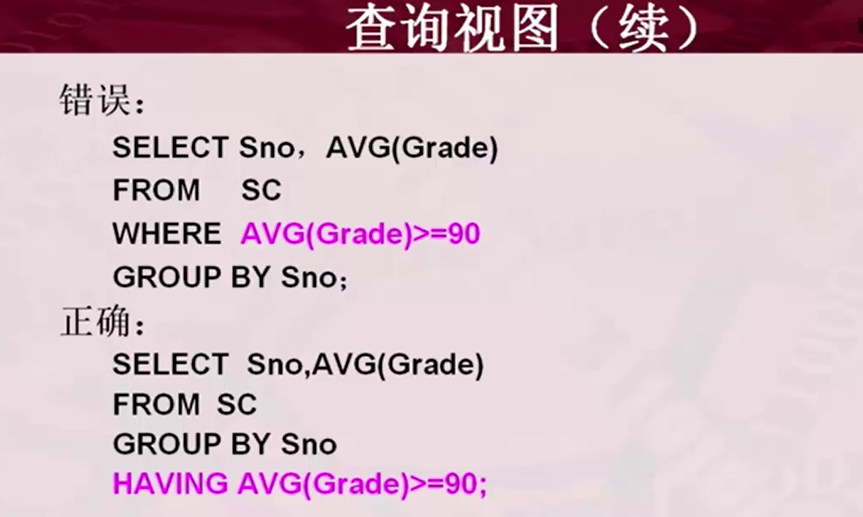 查询视图（续）
错误：
SELECT Sno，AVG(Grade)
FROM SC
WHERE AVG(Grade)>=90
GROUP BY Sno；
正确：
SELECT Sno,AVG(Grade)
FROM SC
GROUP BY Sno
HAVING AVG(Grade)>=90;